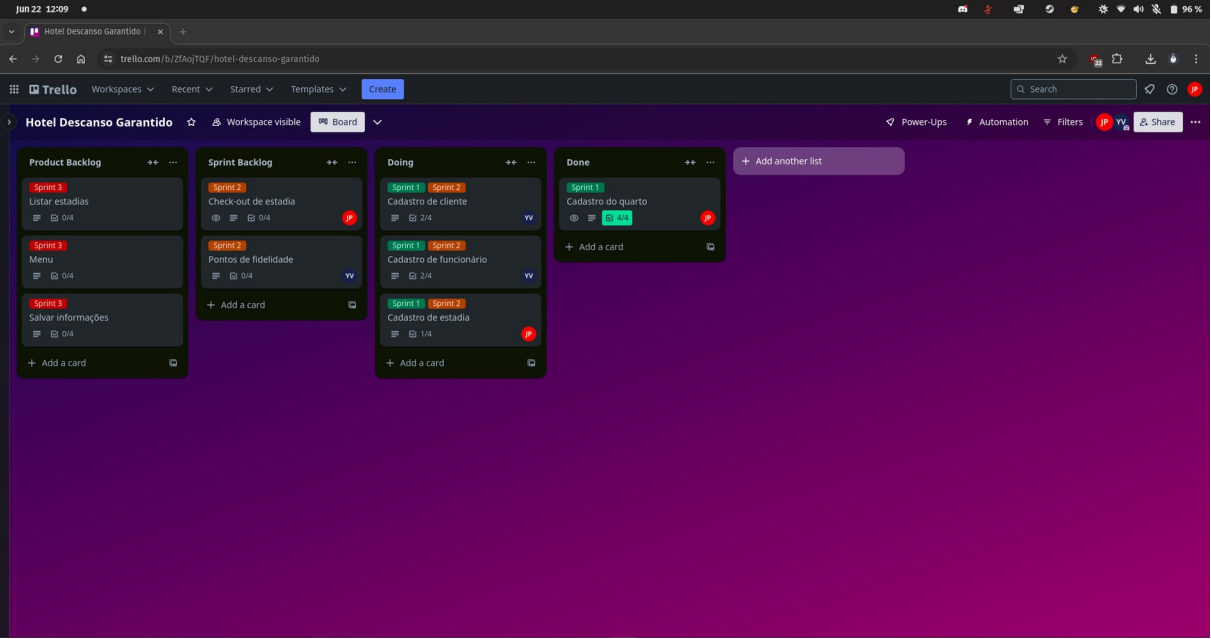 Jun 22 12:09
96 %
Hotel Descanso Garantido |
trello.com/b/ZfAojTQF/hotel-descanso-garantido
22
Trello Workspaces Recent Starred Templates Create Search JP
Hotel Descanso Garantido Workspace visible Board Power-Ups Automation Filters JP YV Share
Product Backlog
Sprint 3
Listar estadias
0/4
Sprint 3
Menu
0/4
Sprint 3
Salvar informações
0/4
+ Add a card
Sprint Backlog
Sprint 2
Check-out de estadia
0/4 JP
Sprint 2
Pontos de fidelidade
0/4 YV
+ Add a card
Doing
Sprint 1 Sprint 2
Cadastro de cliente
2/4 YV
Sprint 1 Sprint 2
Cadastro de funcionário
2/4 YV
Sprint 1 Sprint 2
Cadastro de estadia
1/4 JP
+ Add a card
Done
Sprint 1
Cadastro do quarto
4/4 JP
+ Add a card
+ Add another list